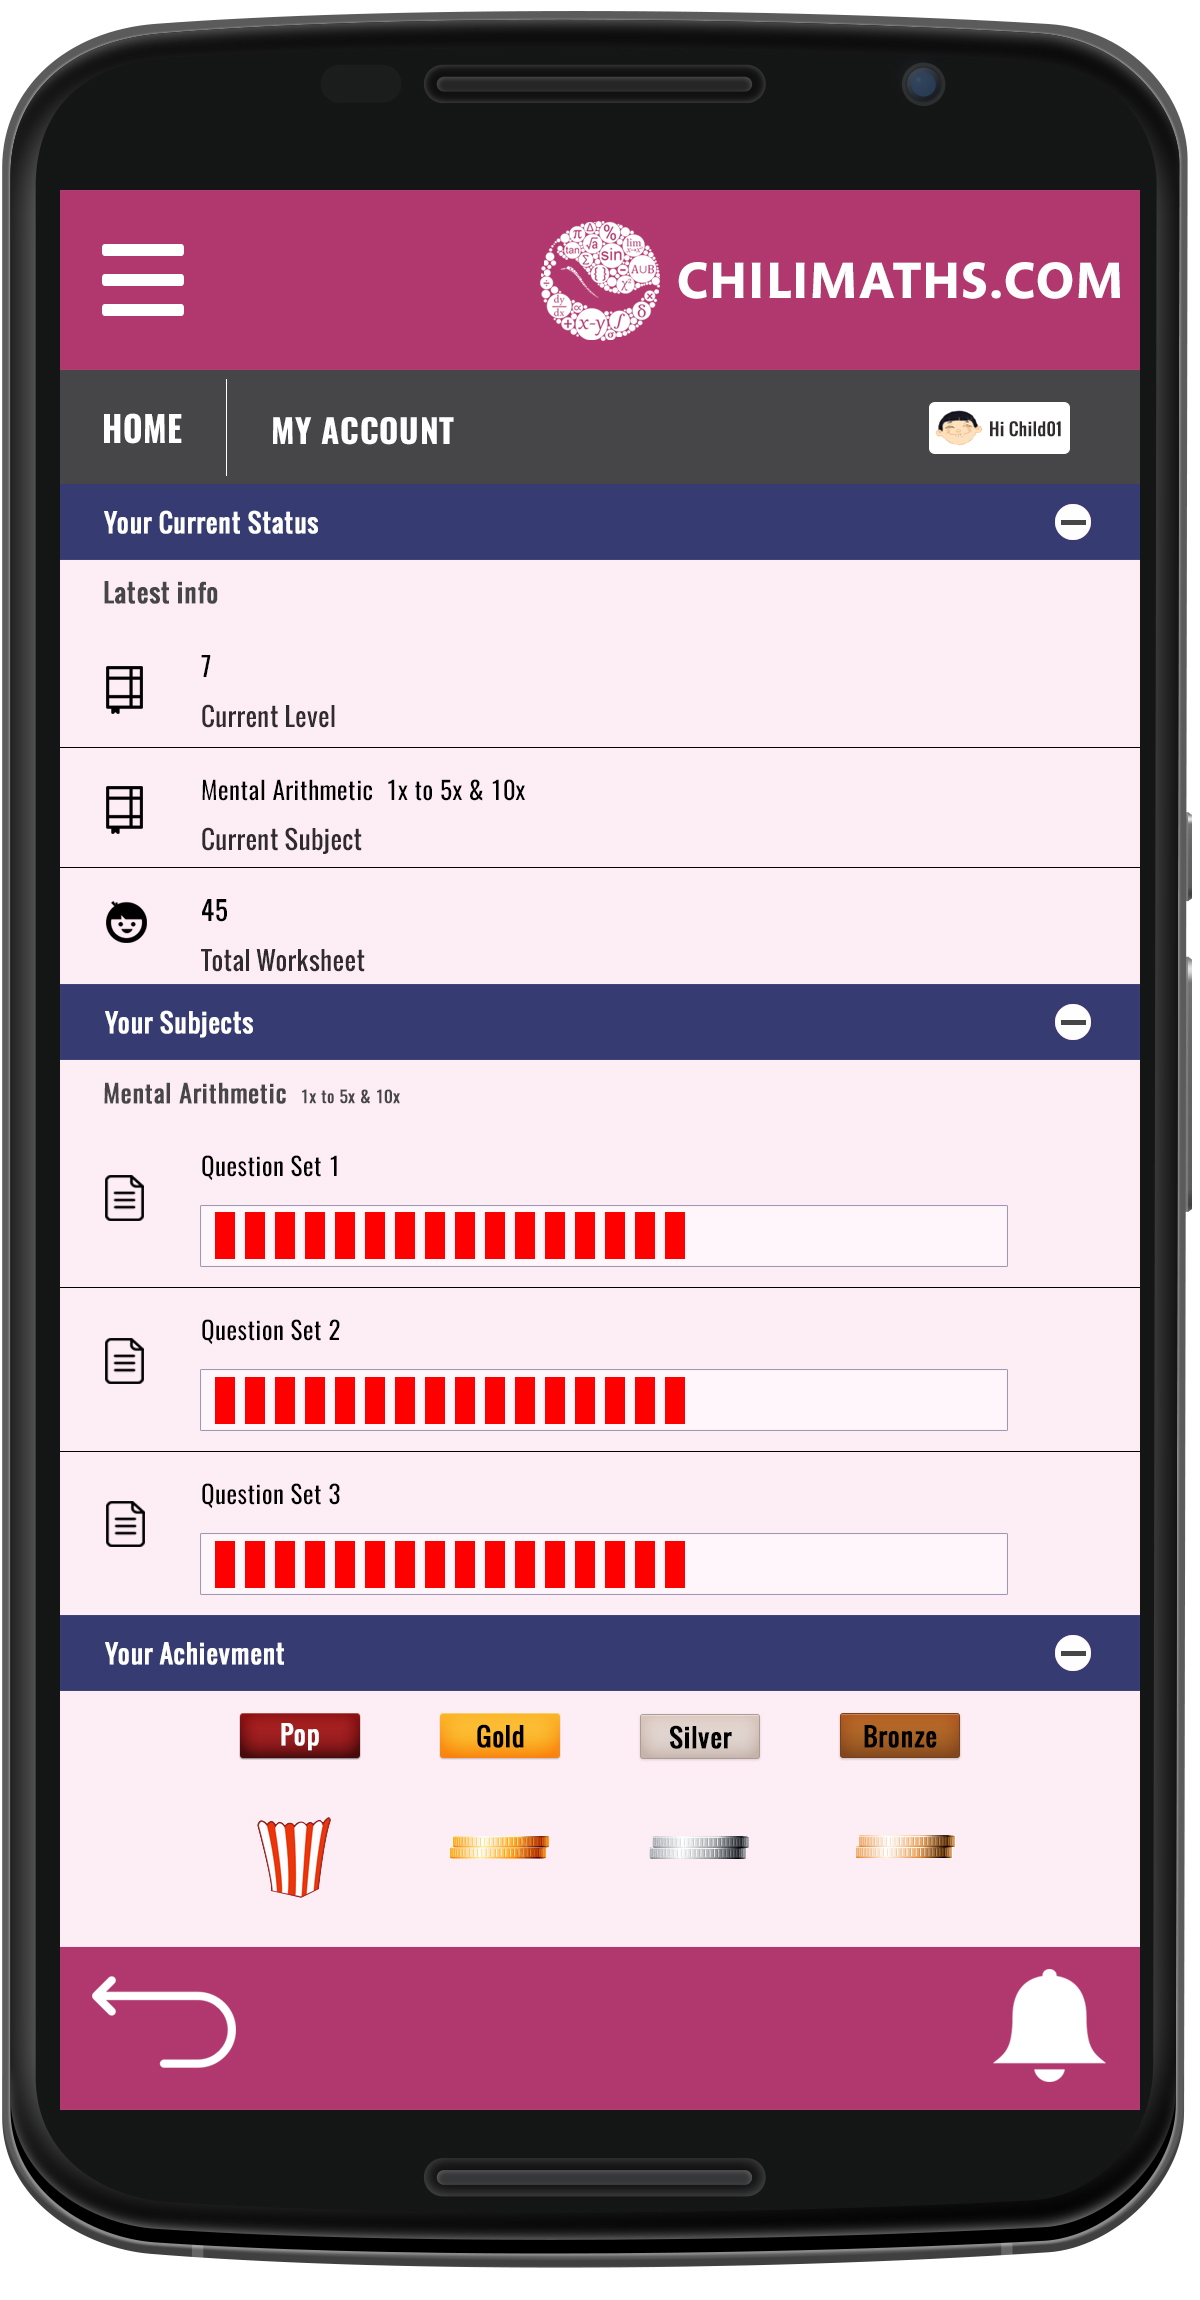 CHILIMATHS.COM
HOME
MY ACCOUNT
Hi Child01
Your Current Status
Latest info
7
Current Level
Mental Arithmetic 1x to 5x & 10x
Current Subject
45
Total Worksheet
Your Subjects
Mental Arithmetic 1x to 5x & 10x
Question Set 1
Question Set 2
Question Set 3
Your Achievment
Pop
Gold
Silver
Bronze